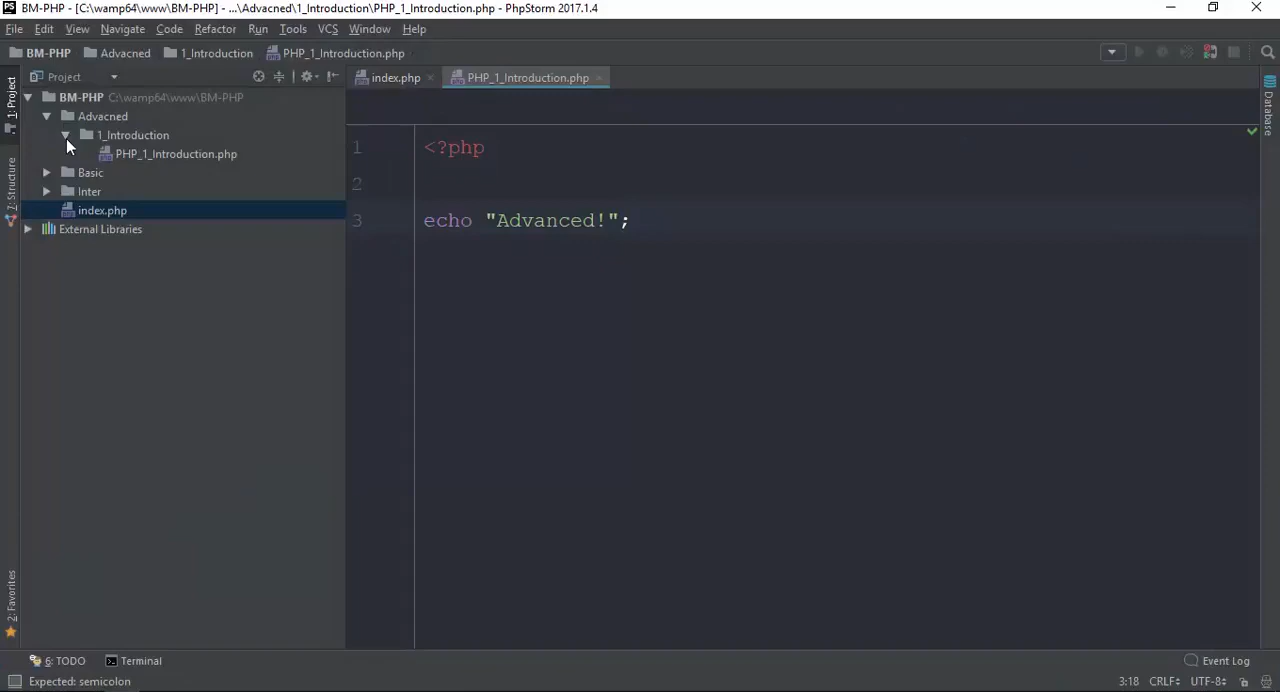 BM-PHP - [C:\wamp64\www\BM-PHP] - ...\Advacned\1_Introduction\PHP_1_Introduction.php - PhpStorm 2017.1.4
File Edit View Navigate Code Refactor Run Tools VCS Window Help
BM-PHP Advacned 1_Introduction PHP_1_Introduction.php
1: Project
Project
index.php
PHP_1_Introduction.php
Database
BM-PHP C:\wamp64\www\BM-PHP
Advacned
1_Introduction
PHP_1_Introduction.php
Basic
Inter
index.php
External Libraries
7: Structure
1 <?php
2
3 echo "Advanced!";
2: Favorites
6: TODO Terminal Event Log
Expected: semicolon 3:18 CRLF UTF-8